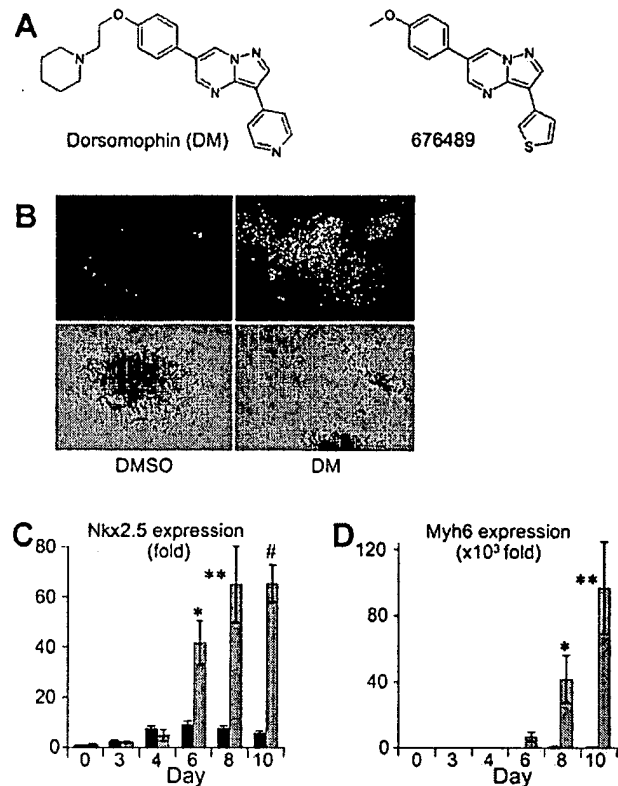 A
O
N
O
N
N
N
N
O
N
N
N
S
Dorsomophin (DM)
676489
B
DMSO
DM
C
Nkx2.5 expression
(fold)
80
60
40
20
0
*
**
#
0 3 4 6 8 10
Day
D
Myh6 expression
(x10³ fold)
120
80
40
0
*
**
0 3 4 6 8 10
Day